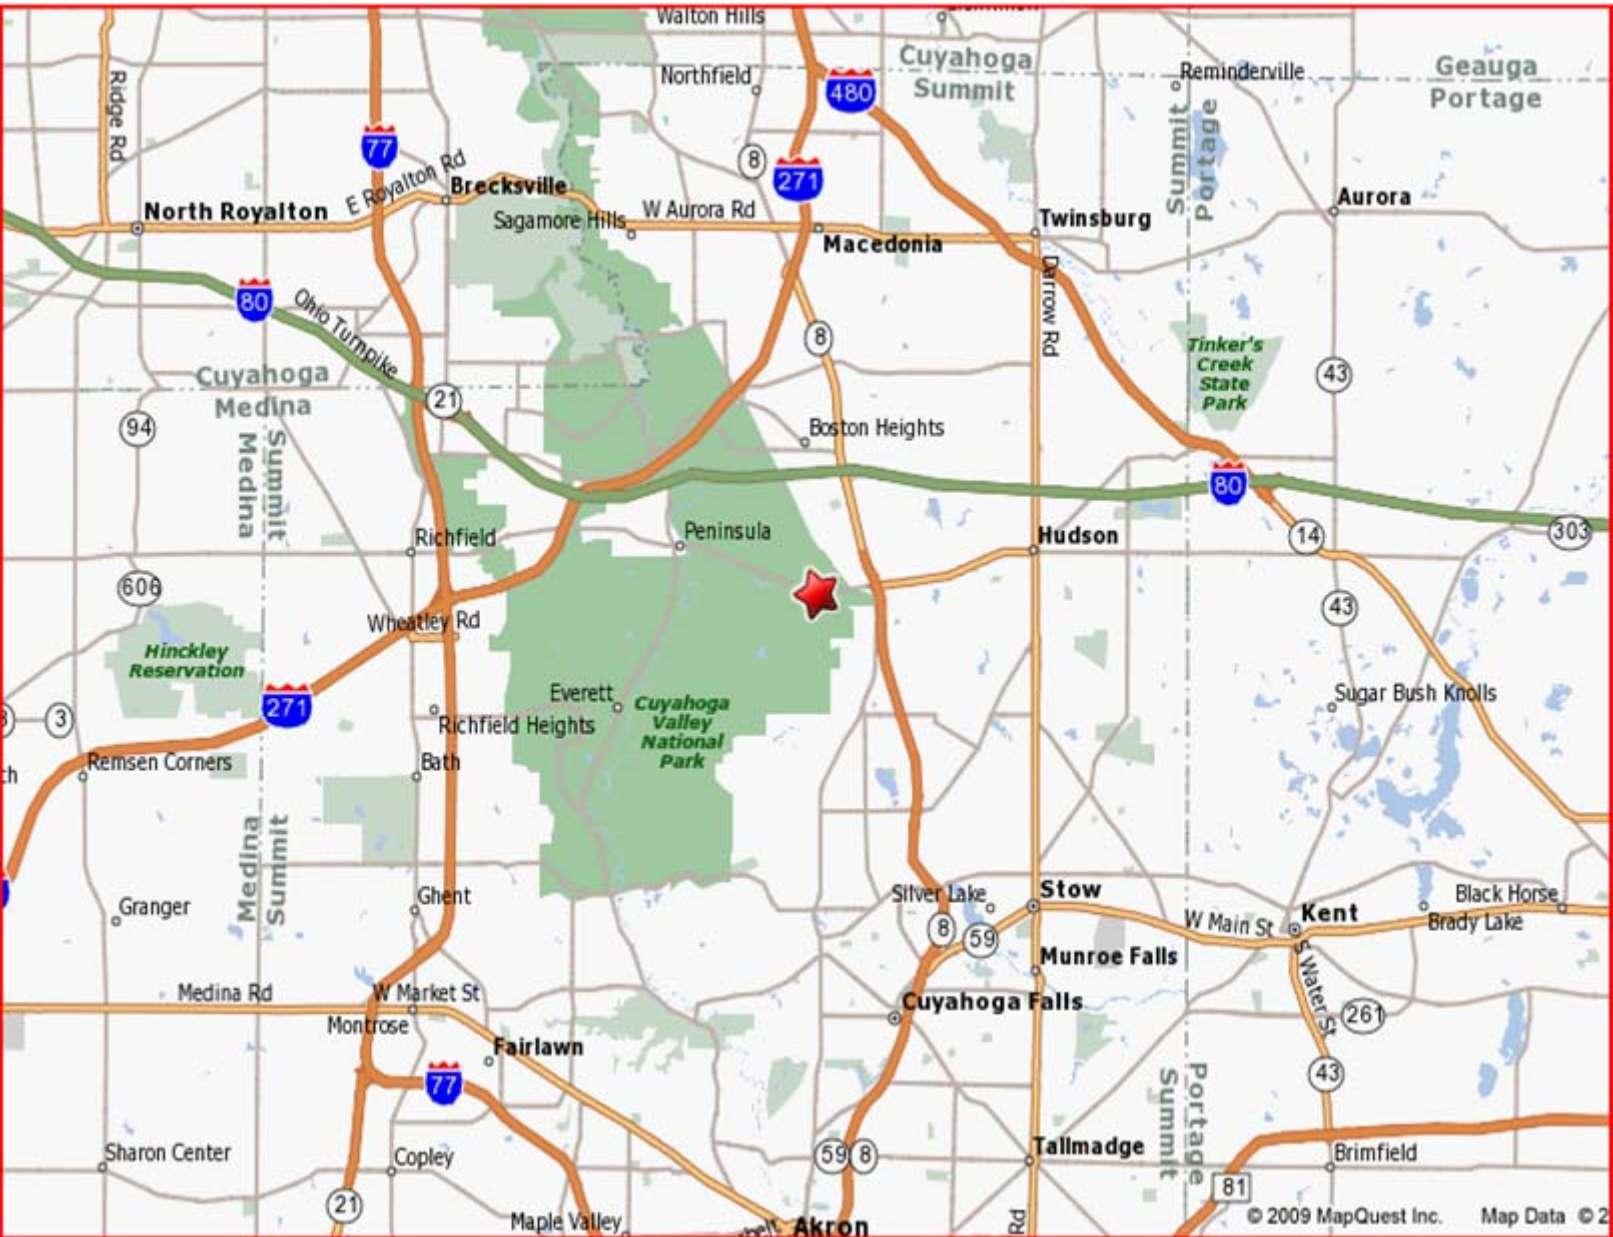 Walton Hills
Cuyahoga
Summit
Northfield
Reminderville
Geauga
Portage
480
Ridge Rd
77
8
271
Summit
Portage
E Royalton Rd
Brecksville
North Royalton
Sagamore Hills
W Aurora Rd
Macedonia
Twinsburg
Aurora
80
Ohio Turnpike
Darrow Rd
8
Tinker's
Creek
State
Park
43
Cuyahoga
Medina
21
94
Medina
Summit
Boston Heights
80
Richfield
Peninsula
Hudson
14
303
606
43
Wheatley Rd
Hinckley
Reservation
271
3
Everett
Cuyahoga
Valley
National
Park
Sugar Bush Knolls
Richfield Heights
Remsen Corners
Bath
Medina
Summit
Granger
Ghent
Silver Lake
Stow
8
59
W Main St
Kent
Black Horse
Brady Lake
Munroe Falls
S Water St
Medina Rd
W Market St
Montrose
Cuyahoga Falls
261
Fairlawn
77
43
Summit
Portage
Sharon Center
Copley
59
8
Tallmadge
Brimfield
21
81
Maple Valley
Akron
Rd
© 2009 MapQuest Inc.
Map Data © 2